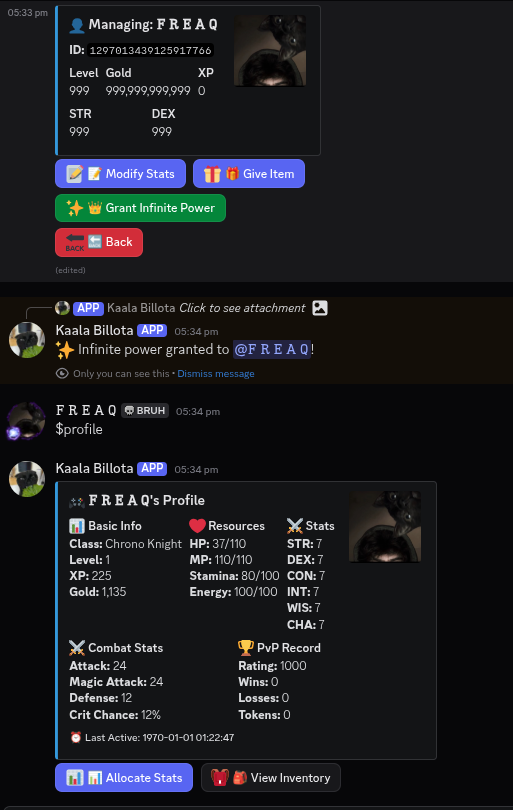 05:33 pm
👤 Managing: F R E A Q
ID: 1297013439125917766
Level Gold XP
999 999,999,999,999 0
STR DEX
999 999
📝 📝 Modify Stats 🎁 🎁 Give Item
✨ 👑 Grant Infinite Power
BACK 🔙 Back
(edited)
APP Kaala Billota Click to see attachment
Kaala Billota APP 05:34 pm
✨ Infinite power granted to @F R E A Q!
Only you can see this • Dismiss message
F R E A Q BRUH 05:34 pm
$profile
Kaala Billota APP 05:34 pm
🎮 F R E A Q's Profile
📊 Basic Info ❤️ Resources ⚔️ Stats
Class: Chrono Knight HP: 37/110 STR: 7
Level: 1 MP: 110/110 DEX: 7
XP: 225 Stamina: 80/100 CON: 7
Gold: 1,135 Energy: 100/100 INT: 7
WIS: 7
CHA: 7
⚔️ Combat Stats 🏆 PvP Record
Attack: 24 Rating: 1000
Magic Attack: 24 Wins: 0
Defense: 12 Losses: 0
Crit Chance: 12% Tokens: 0
⏰ Last Active: 1970-01-01 01:22:47
📊 📊 Allocate Stats 🎒 🎒 View Inventory